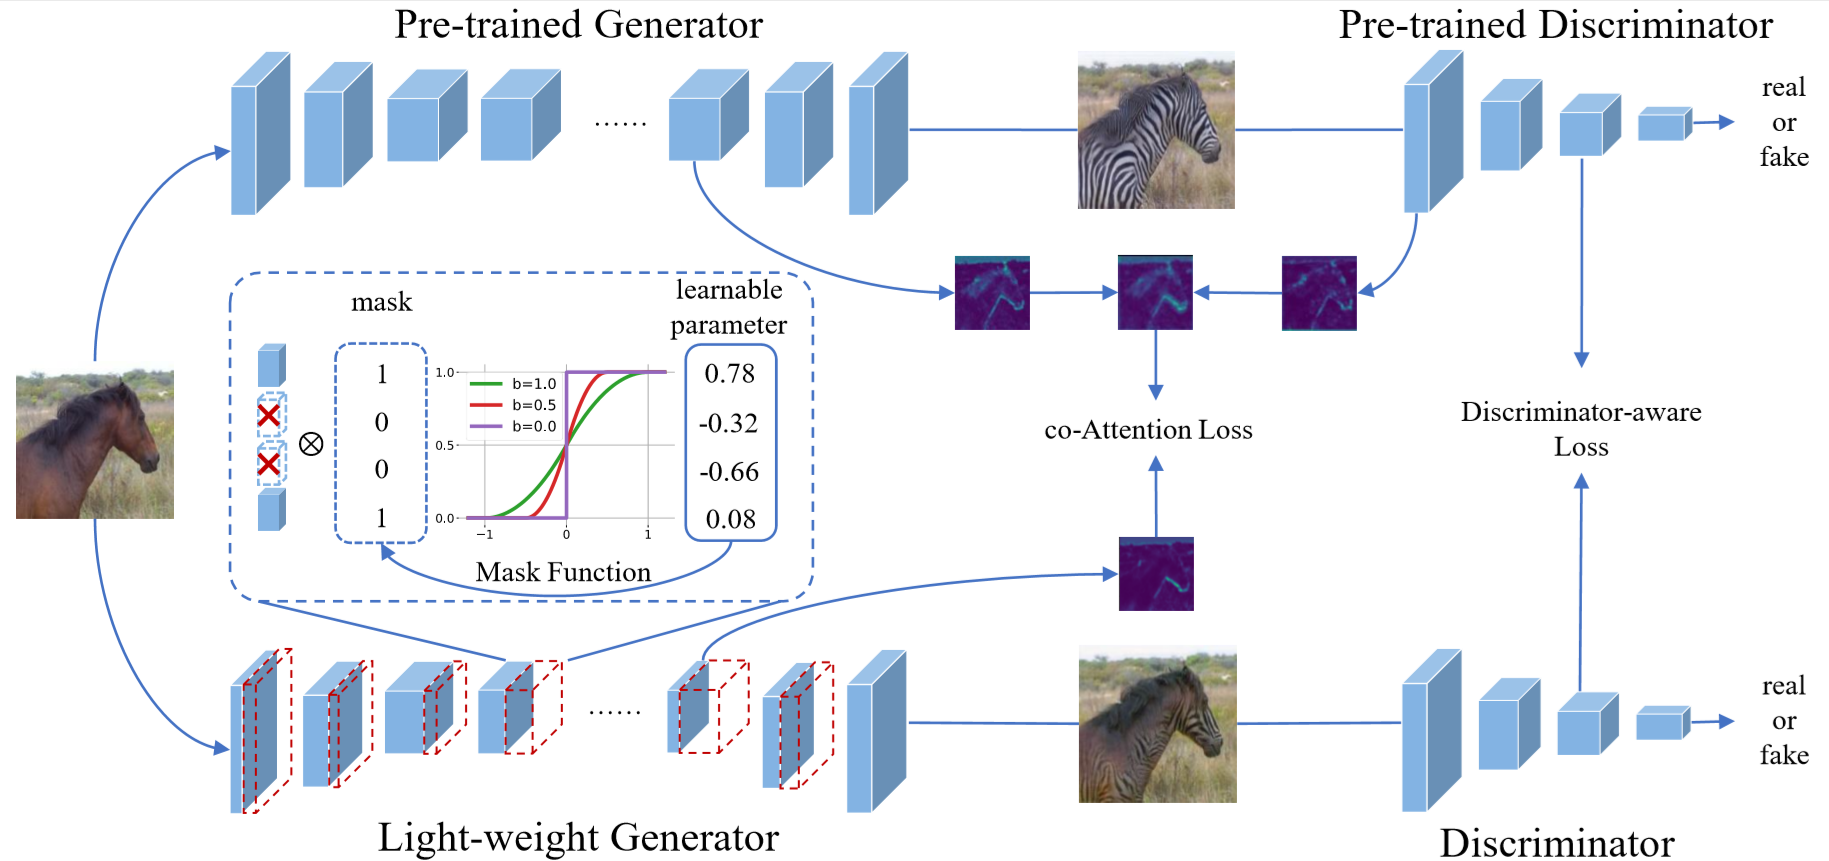 Pre-trained Generator
Pre-trained Discriminator
......
real
or
fake
mask
learnable
parameter
1
0
0
1
1.0
0.5
0.0
b=1.0
b=0.5
b=0.0
−1
0
1
0.78
-0.32
-0.66
0.08
Mask Function
co-Attention Loss
Discriminator-aware
Loss
......
real
or
fake
Light-weight Generator
Discriminator